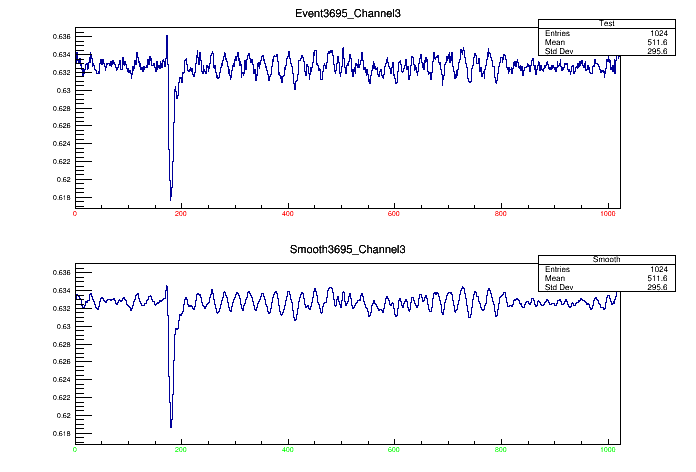 Event3695_Channel3
Test
Entries 1024
Mean 511.6
Std Dev 295.6
0.636
0.634
0.632
0.63
0.628
0.626
0.624
0.622
0.62
0.618
0 200 400 600 800 1000
Smooth3695_Channel3
Smooth
Entries 1024
Mean 511.6
Std Dev 295.6
0.636
0.634
0.632
0.63
0.628
0.626
0.624
0.622
0.62
0.618
0 200 400 600 800 1000